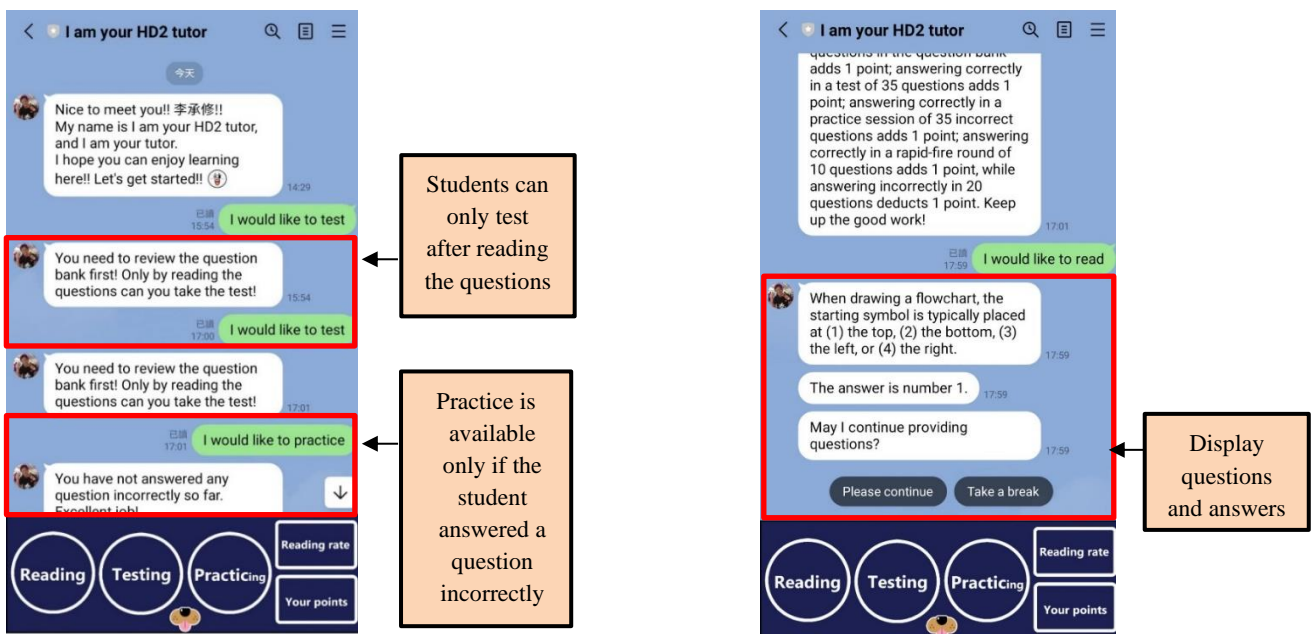 I am your HD2 tutor
今天
Nice to meet you!! 李承修!!
My name is I am your HD2 tutor,
and I am your tutor.
I hope you can enjoy learning
here!! Let's get started!!
14:29
I would like to test
已讀
15:54
You need to review the question
bank first! Only by reading the
questions can you take the test!
15:54
I would like to test
已讀
17:00
You need to review the question
bank first! Only by reading the
questions can you take the test!
17:01
I would like to practice
已讀
17:01
You have not answered any
question incorrectly so far.
Excellent job!
Reading
Testing
Practicing
Reading rate
Your points
Students can
only test
after reading
the questions
Practice is
available
only if the
student
answered a
question
incorrectly
I am your HD2 tutor
questions in the question bank
adds 1 point; answering correctly
in a test of 35 questions adds 1
point; answering correctly in a
practice session of 35 incorrect
questions adds 1 point; answering
correctly in a rapid-fire round of
10 questions adds 1 point, while
answering incorrectly in 20
questions deducts 1 point. Keep
up the good work!
17:01
I would like to read
已讀
17:59
When drawing a flowchart, the
starting symbol is typically placed
at (1) the top, (2) the bottom, (3)
the left, or (4) the right.
17:59
The answer is number 1.
17:59
May I continue providing
questions?
17:59
Please continue
Take a break
Reading
Testing
Practicing
Reading rate
Your points
Display
questions
and answers